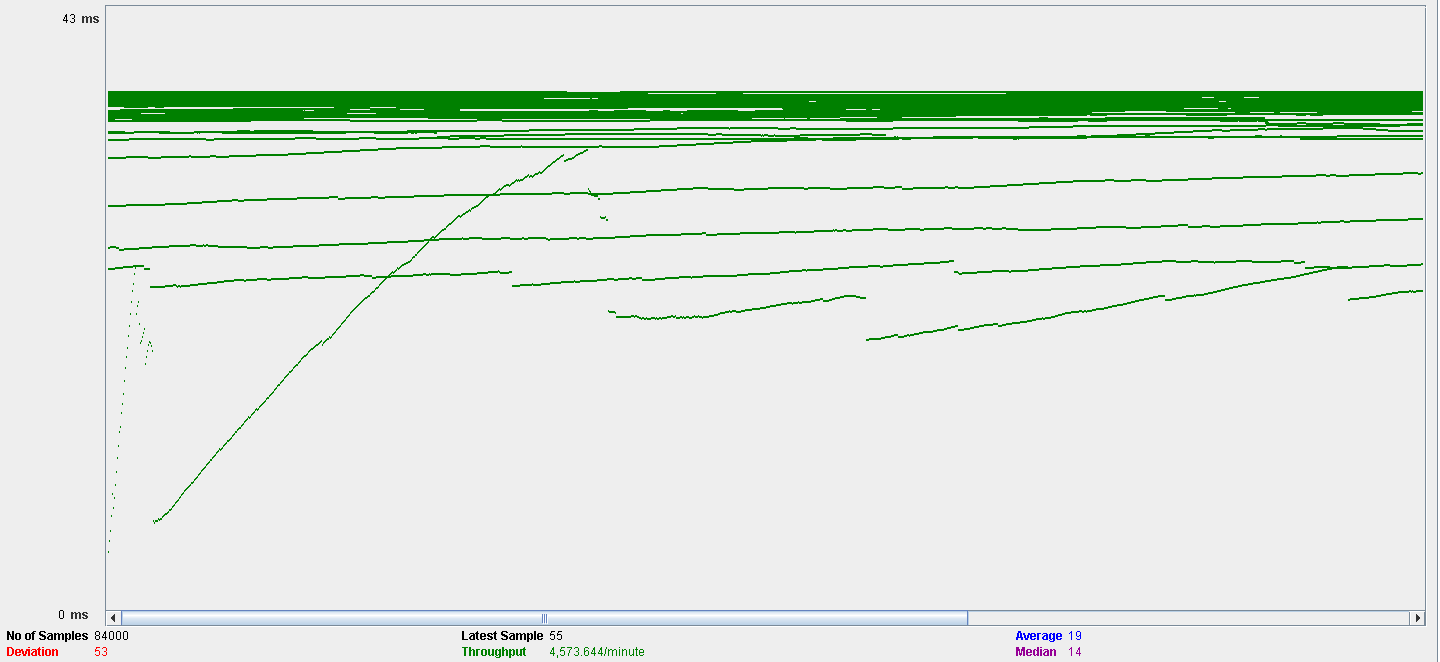 43 ms
0 ms
No of Samples 84000 Latest Sample 55 Average 19
Deviation 53 Throughput 4,573.644/minute Median 14